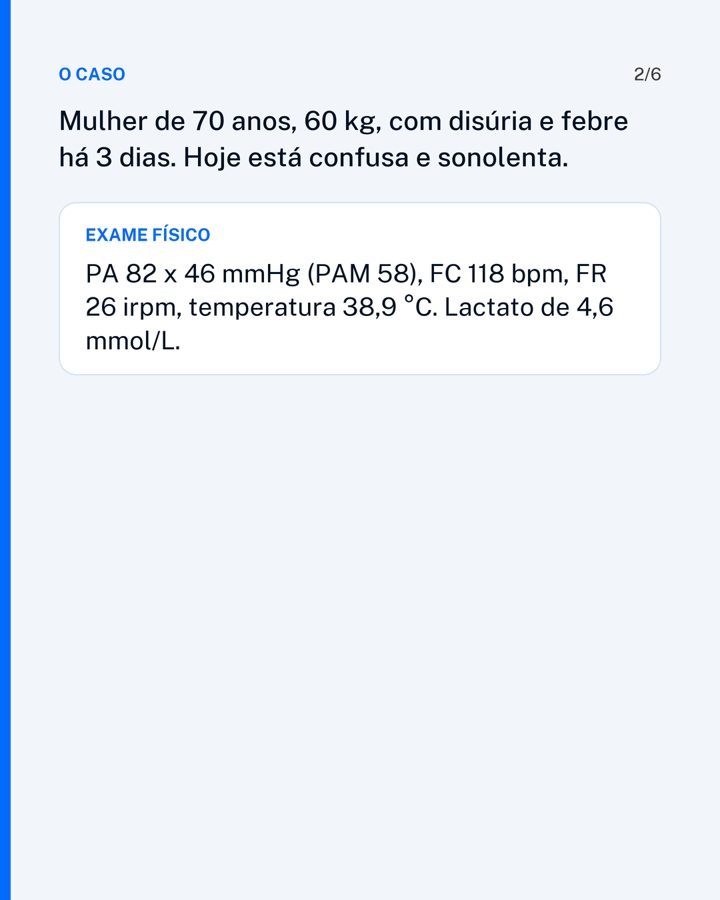 O CASO
2/6
Mulher de 70 anos, 60 kg, com disúria e febre
há 3 dias. Hoje está confusa e sonolenta.
EXAME FÍSICO
PA 82 x 46 mmHg (PAM 58), FC 118 bpm, FR
26 irpm, temperatura 38,9 °C. Lactato de 4,6
mmol/L.